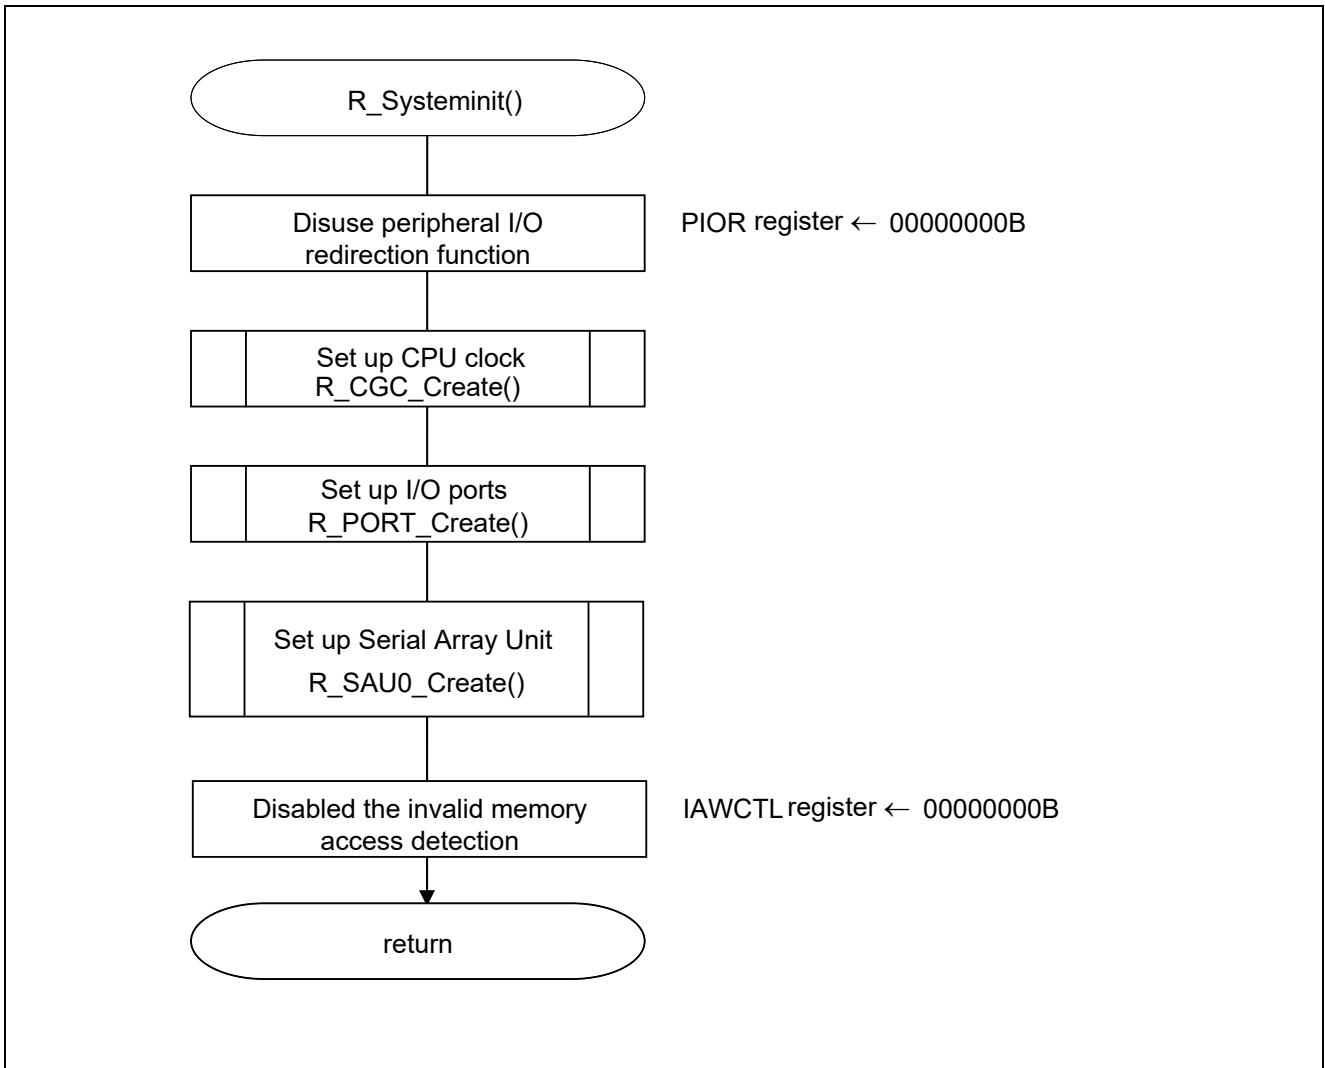 R_Systeminit()
Disuse peripheral I/O
redirection function
PIOR register ← 00000000B
Set up CPU clock
R_CGC_Create()
Set up I/O ports
R_PORT_Create()
Set up Serial Array Unit
R_SAU0_Create()
Disabled the invalid memory
access detection
IAWCTL register ← 00000000B
return